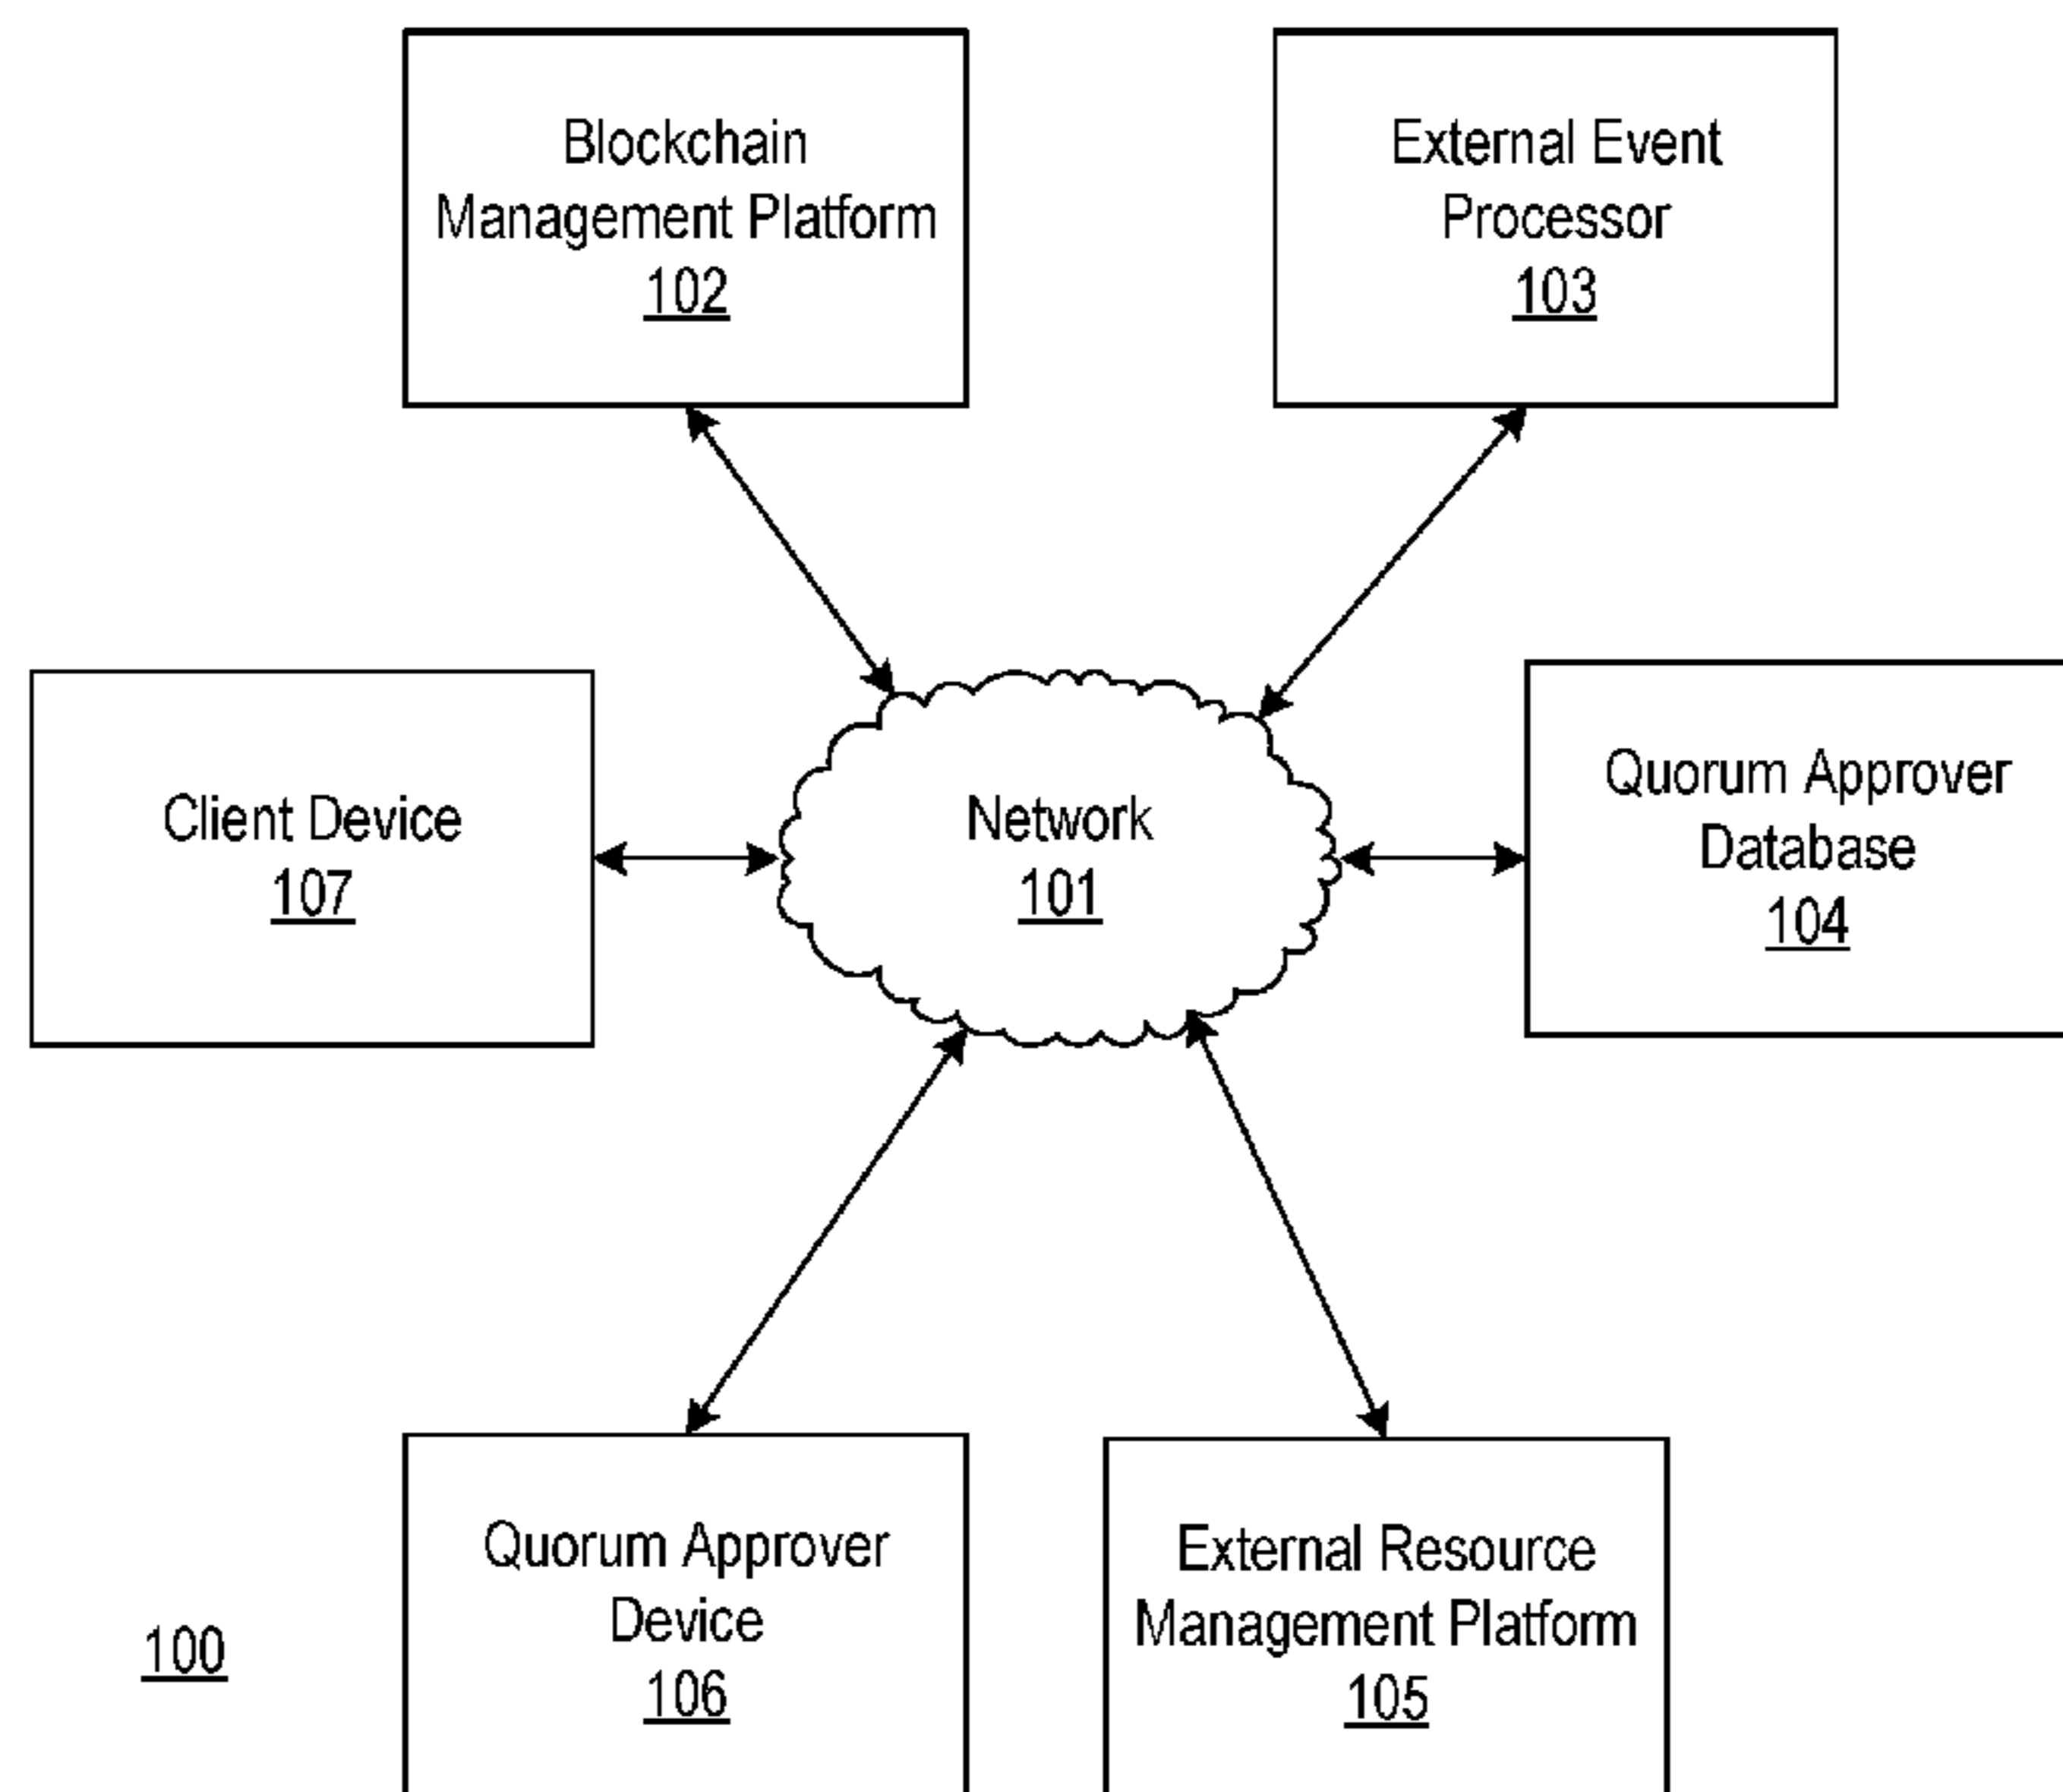 Blockchain
Management Platform
102
External Event
Processor
103
Client Device
107
Network
101
Quorum Approver
Database
104
Quorum Approver
Device
106
External Resource
Management Platform
105
100